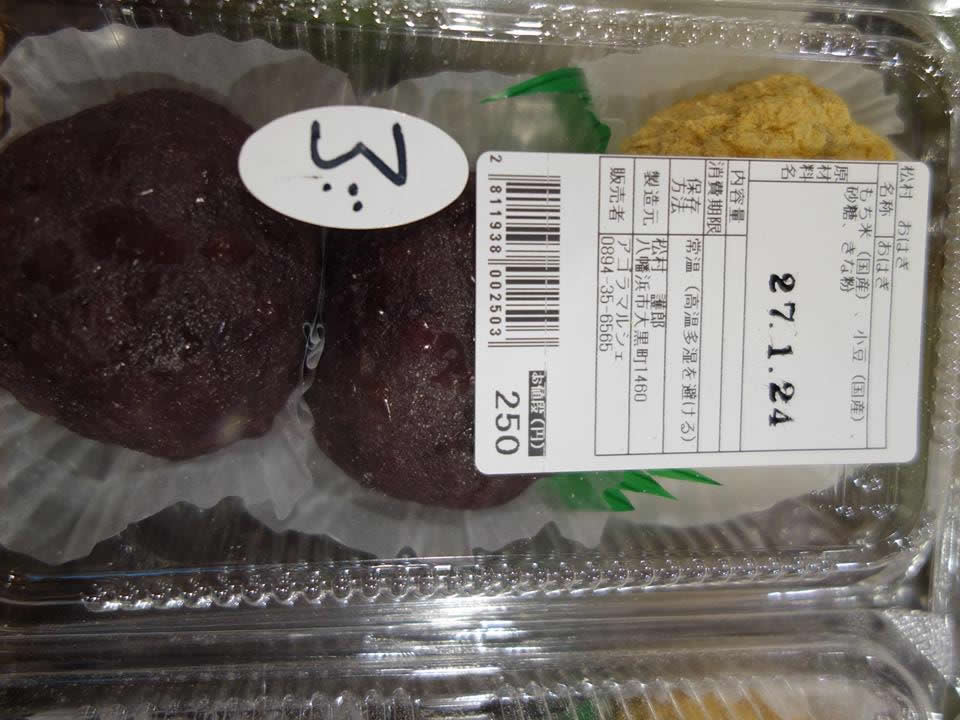 松村 おはぎ
名称 おはぎ
原材料名 もち米（国産）、小豆（国産）、
砂糖、きな粉
内容量
消費期限 27.1.24
保存方法 常温（高温多湿を避ける）
製造元 松村 護郎
八幡浜市大黒町1460
販売者 アゴラマルシェ
0894-35-6565
2 811938 002503
お値段（円）
250